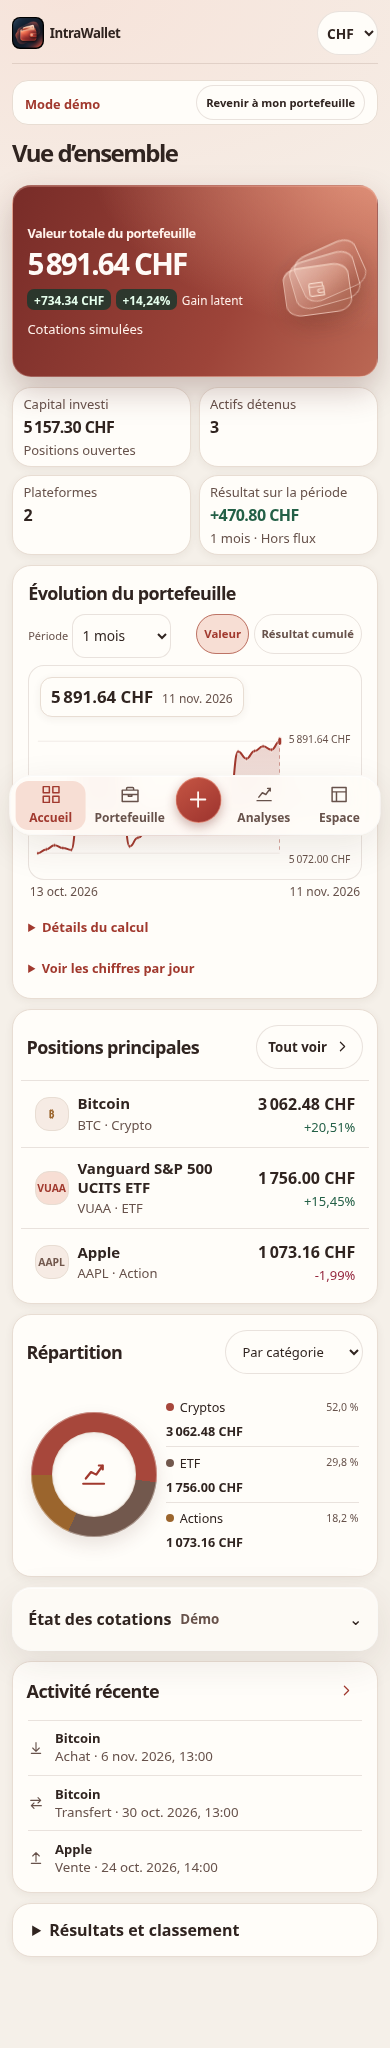 IntraWallet
CHF
Mode démo
Revenir à mon portefeuille
Vue d’ensemble
Valeur totale du portefeuille
5 891.64 CHF
+734.34 CHF +14,24% Gain latent
Cotations simulées
Capital investi
5 157.30 CHF
Positions ouvertes
Actifs détenus
3
Plateformes
2
Résultat sur la période
+470.80 CHF
1 mois · Hors flux
Évolution du portefeuille
Période 1 mois
Valeur
Résultat cumulé
5 891.64 CHF 11 nov. 2026
5 891.64 CHF
Accueil
Portefeuille
Analyses
Espace
5 072.00 CHF
13 oct. 2026
11 nov. 2026
Détails du calcul
Voir les chiffres par jour
Positions principales
Tout voir
Bitcoin
BTC · Crypto
3 062.48 CHF
+20,51%
VUAA
Vanguard S&P 500
UCITS ETF
VUAA · ETF
1 756.00 CHF
+15,45%
AAPL
Apple
AAPL · Action
1 073.16 CHF
-1,99%
Répartition
Par catégorie
Cryptos 52,0 %
3 062.48 CHF
ETF 29,8 %
1 756.00 CHF
Actions 18,2 %
1 073.16 CHF
État des cotations Démo
Activité récente
Bitcoin
Achat · 6 nov. 2026, 13:00
Bitcoin
Transfert · 30 oct. 2026, 13:00
Apple
Vente · 24 oct. 2026, 14:00
Résultats et classement